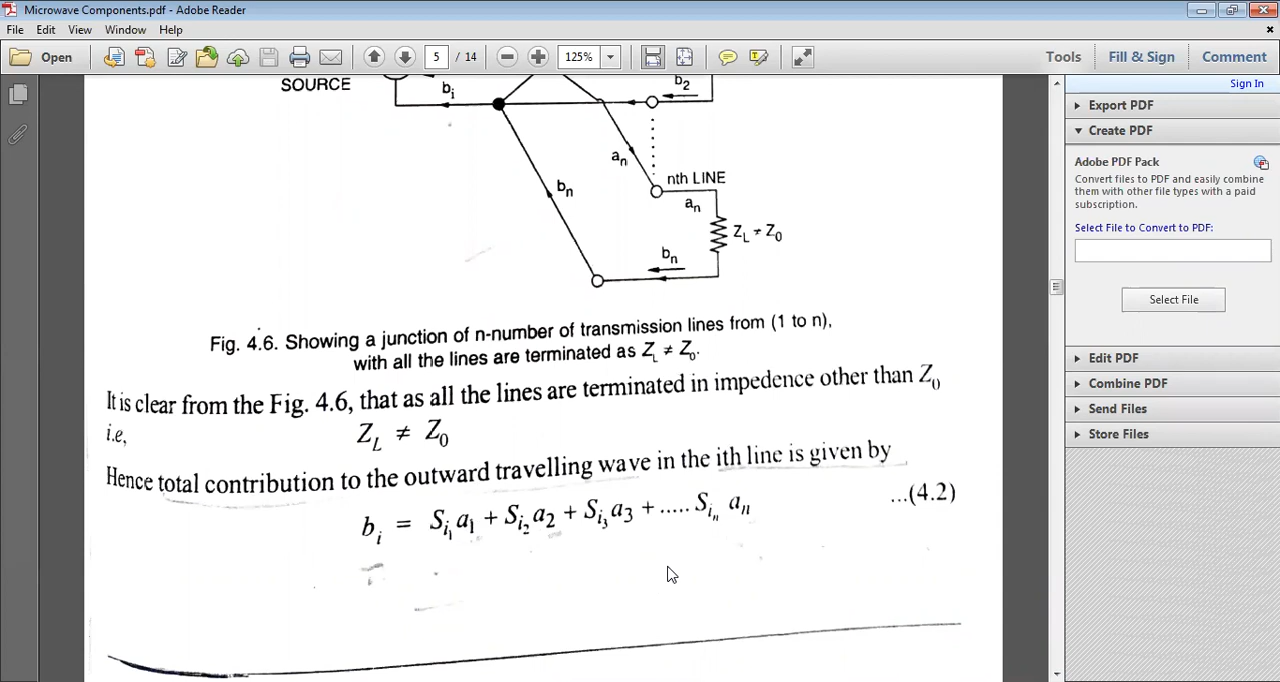 Microwave Components.pdf - Adobe Reader
File Edit View Window Help
Open 5 / 14 125% Tools Fill & Sign Comment
Sign In
SOURCE bi b2
an
bn nth LINE
an
ZL ≠ Z0
bn
Fig. 4.6. Showing a junction of n-number of transmission lines from (1 to n),
with all the lines are terminated as ZL ≠ Z0.
It is clear from the Fig. 4.6, that as all the lines are terminated in impedence other than Z0
i.e, ZL ≠ Z0
Hence total contribution to the outward travelling wave in the ith line is given by
bi = Si1 a1 + Si2 a2 + Si3 a3 + ..... Sin an ...(4.2)
Export PDF
Create PDF
Adobe PDF Pack
Convert files to PDF and easily combine
them with other file types with a paid
subscription.
Select File to Convert to PDF:
Select File
Edit PDF
Combine PDF
Send Files
Store Files